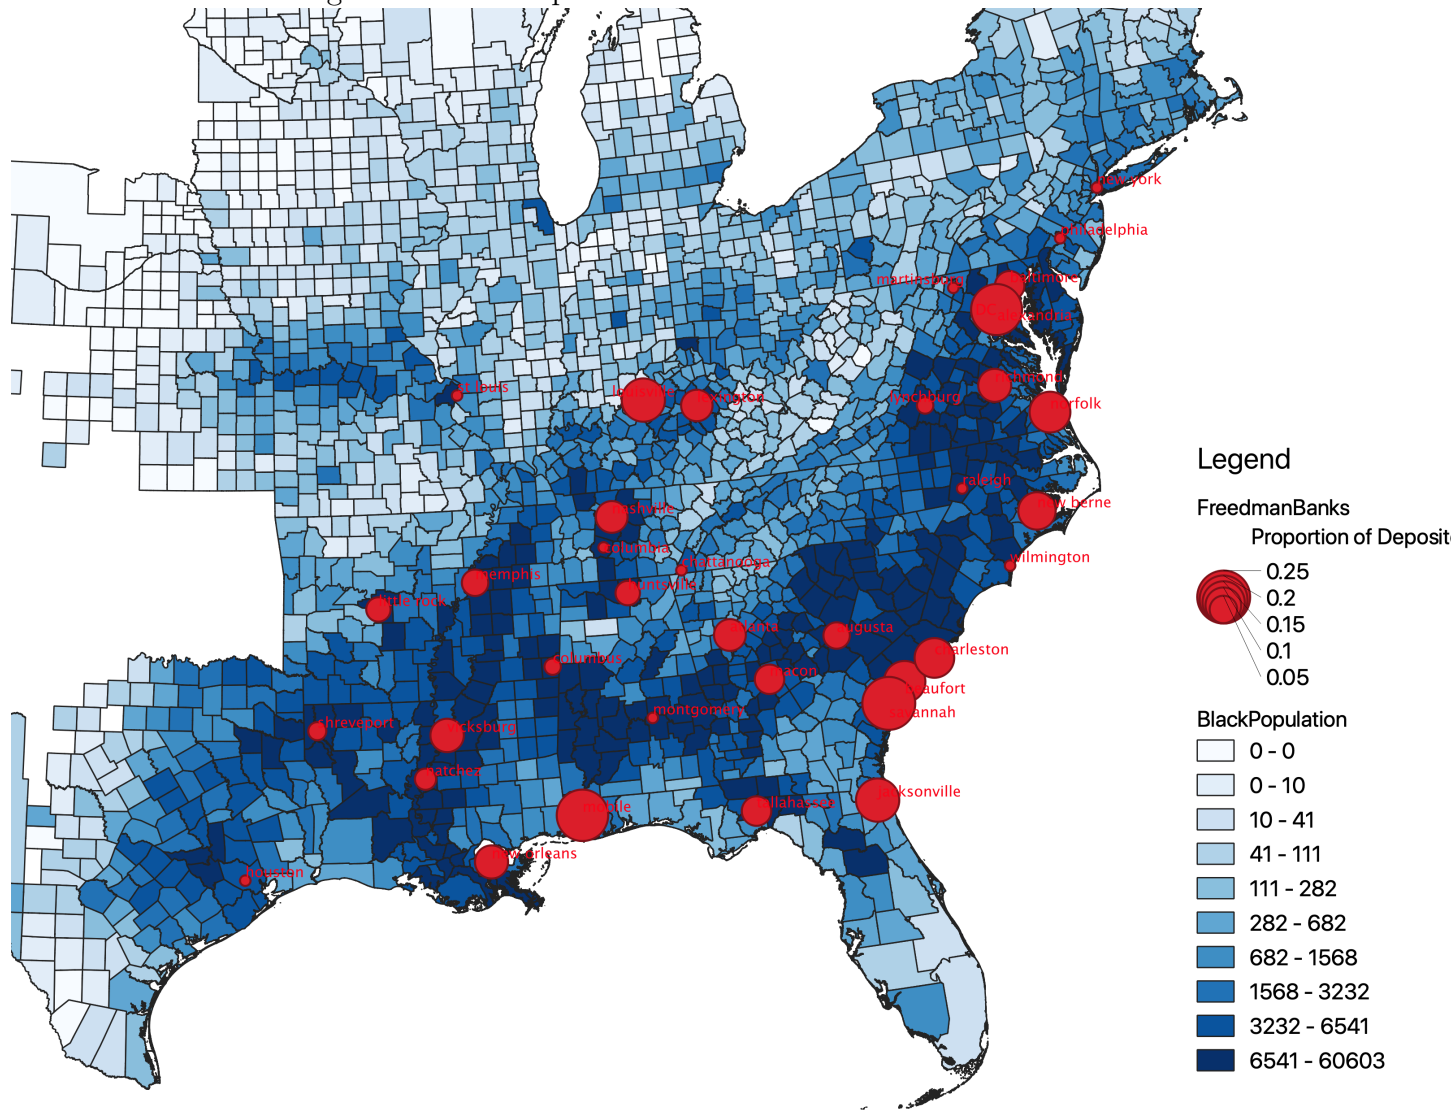 new york
philadelphia
martinsburg
baltimore
DC
alexandria
st louis
louisville
lexington
richmond
lynchburg
norfolk
raleigh
new berne
nashville
columbia
wilmington
chattanooga
memphis
huntsville
little rock
atlanta
augusta
charleston
columbus
macon
beaufort
savannah
montgomery
shreveport
vicksburg
natchez
mobile
tallahassee
jacksonville
new orleans
houston
Legend
FreedmanBanks
Proportion of Deposit
0.25
0.2
0.15
0.1
0.05
BlackPopulation
0 - 0
0 - 10
10 - 41
41 - 111
111 - 282
282 - 682
682 - 1568
1568 - 3232
3232 - 6541
6541 - 60603